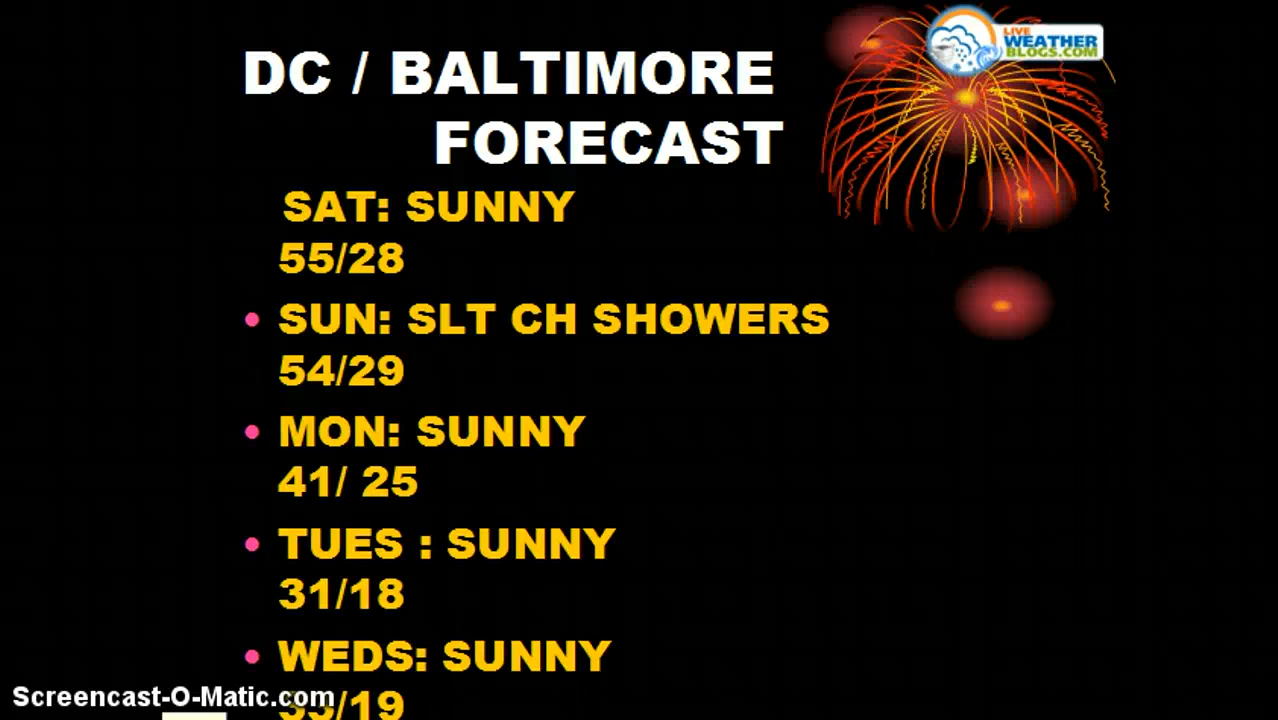 LIVE
WEATHER
BLOGS.COM
DC / BALTIMORE
FORECAST
SAT: SUNNY
55/28
• SUN: SLT CH SHOWERS
54/29
• MON: SUNNY
41/ 25
• TUES : SUNNY
31/18
• WEDS: SUNNY
/19
Screencast-O-Matic.com